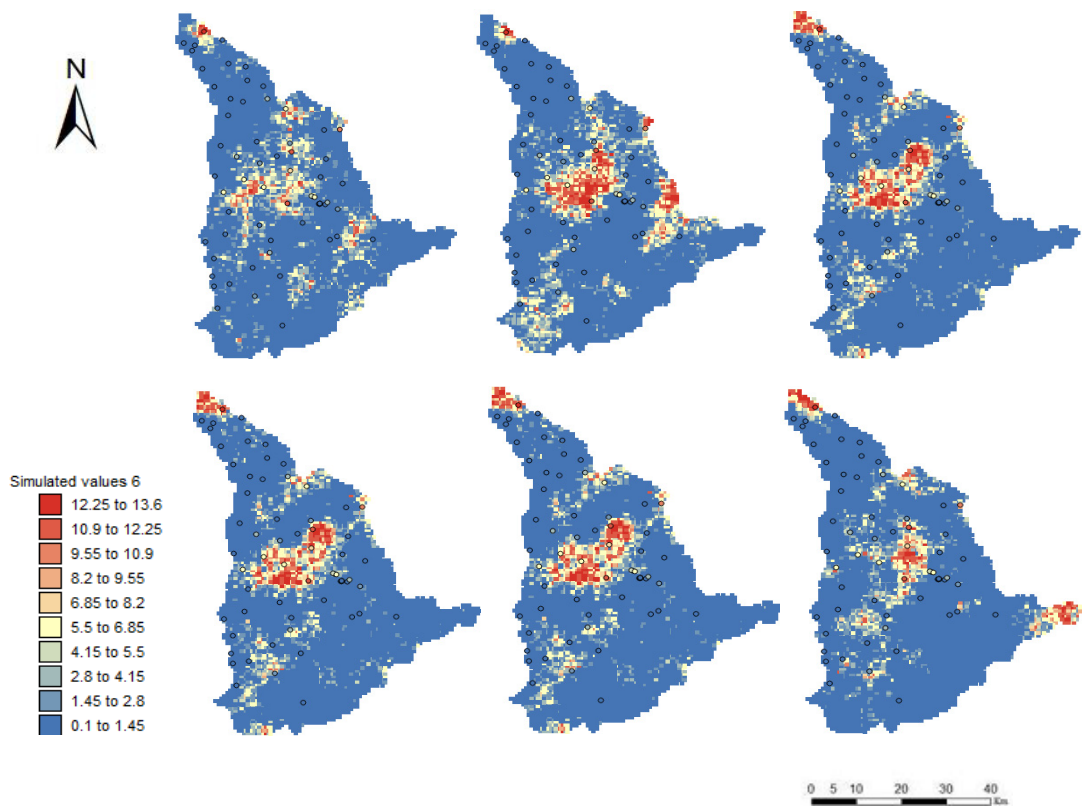 N
Simulated values 6
12.25 to 13.6
10.9 to 12.25
9.55 to 10.9
8.2 to 9.55
6.85 to 8.2
5.5 to 6.85
4.15 to 5.5
2.8 to 4.15
1.45 to 2.8
0.1 to 1.45
0 5 10 20 30 40
Km